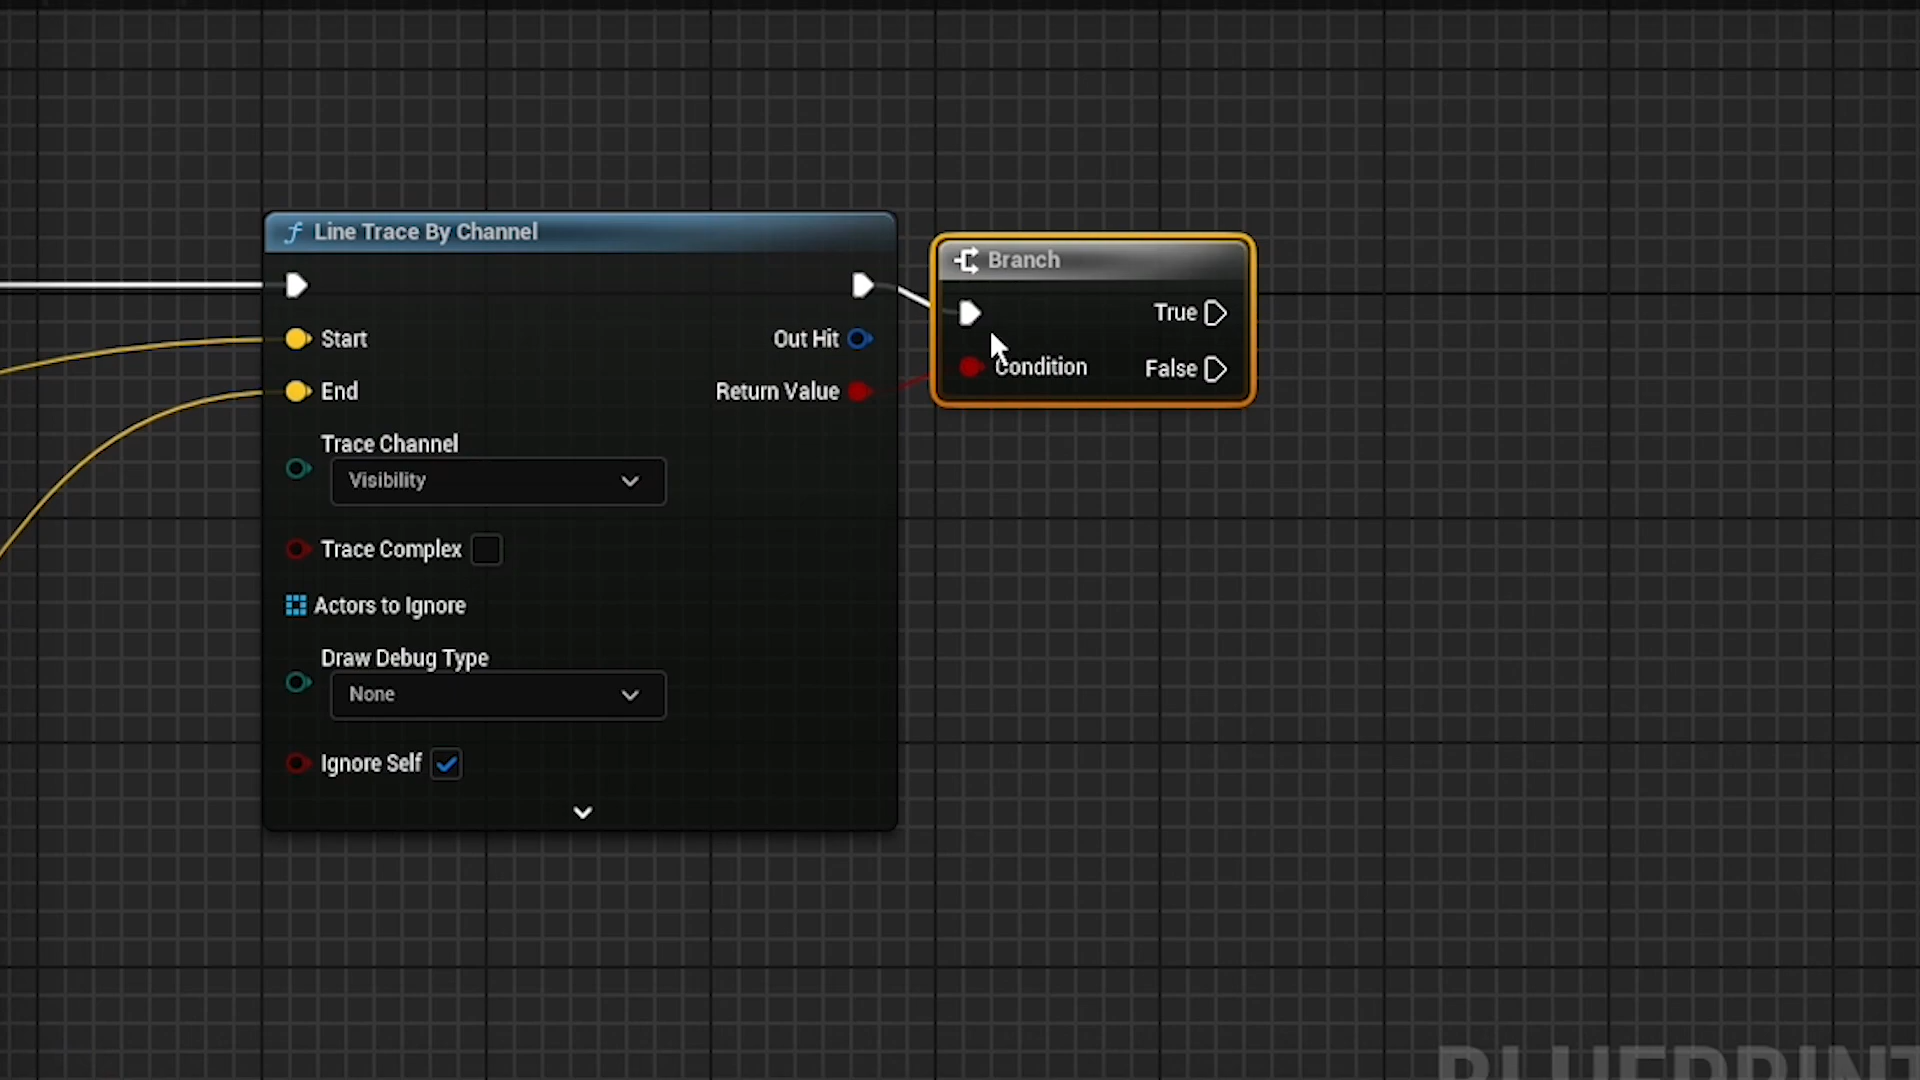 Line Trace By Channel
Branch
True
Start
Out Hit
Condition
False
End
Return Value
Trace Channel
Visibility
Trace Complex
Actors to Ignore
Draw Debug Type
None
Ignore Self
BLUEPRINT